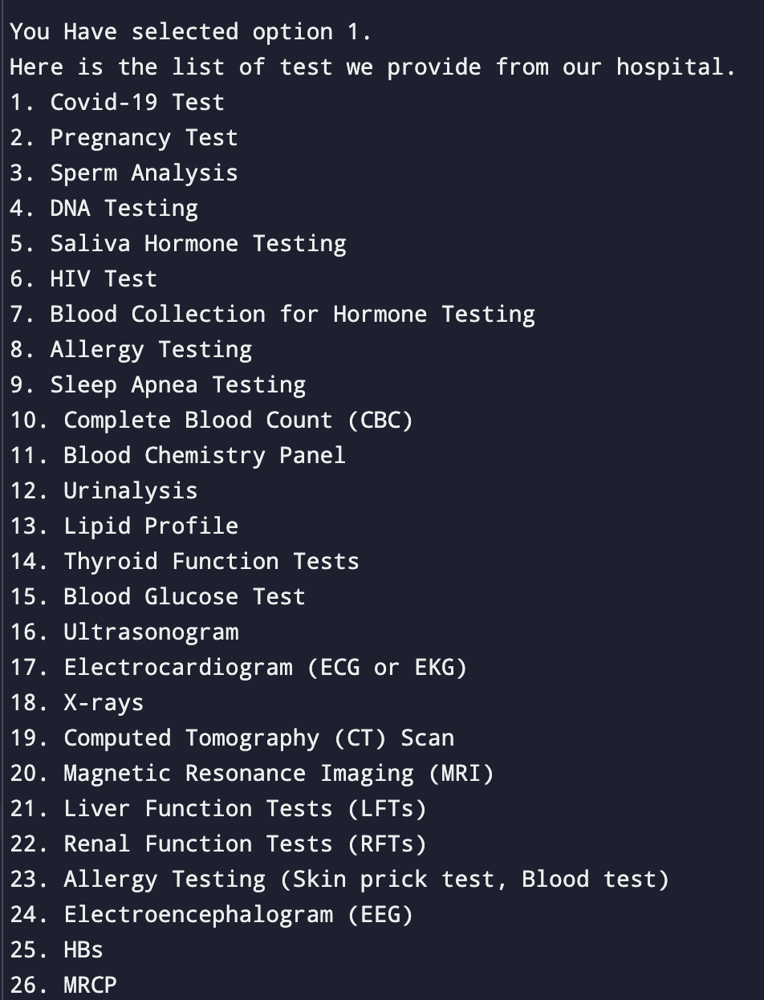 You Have selected option 1.
Here is the list of test we provide from our hospital.
1. Covid-19 Test
2. Pregnancy Test
3. Sperm Analysis
4. DNA Testing
5. Saliva Hormone Testing
6. HIV Test
7. Blood Collection for Hormone Testing
8. Allergy Testing
9. Sleep Apnea Testing
10. Complete Blood Count (CBC)
11. Blood Chemistry Panel
12. Urinalysis
13. Lipid Profile
14. Thyroid Function Tests
15. Blood Glucose Test
16. Ultrasonogram
17. Electrocardiogram (ECG or EKG)
18. X-rays
19. Computed Tomography (CT) Scan
20. Magnetic Resonance Imaging (MRI)
21. Liver Function Tests (LFTs)
22. Renal Function Tests (RFTs)
23. Allergy Testing (Skin prick test, Blood test)
24. Electroencephalogram (EEG)
25. HBs
26. MRCP